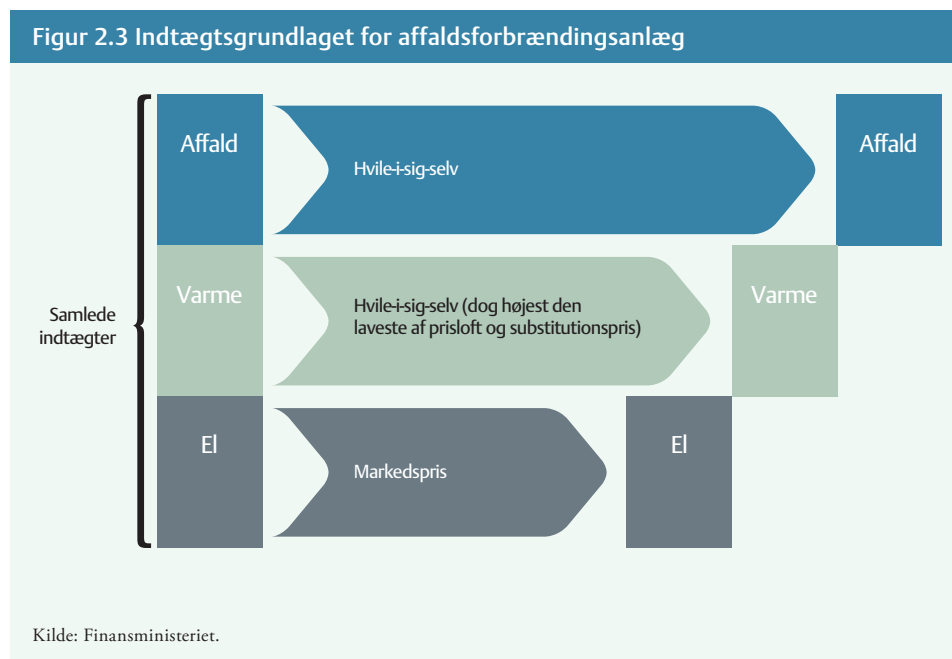 Figur 2.3 Indtægtsgrundlaget for affaldsforbrændingsanlæg
Affald
Hvile-i-sig-selv
Affald
Samlede
indtægter
Varme
Hvile-i-sig-selv (dog højest den
laveste af prisloft og substitutionspris)
Varme
El
Markedspris
El
Kilde: Finansministeriet.